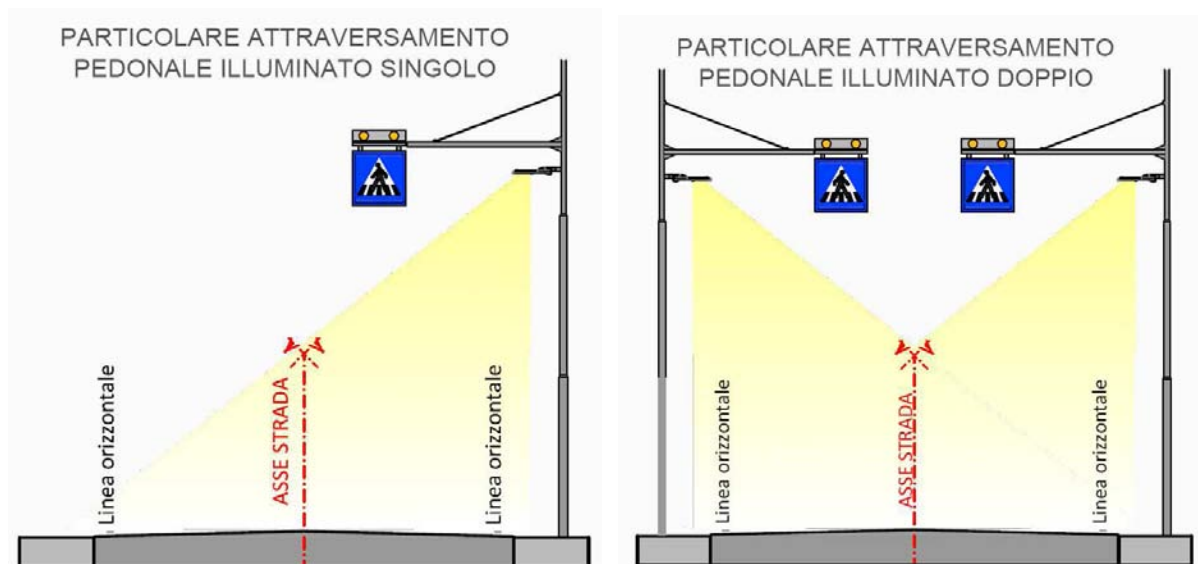 PARTICOLARE ATTRAVERSAMENTO
PEDONALE ILLUMINATO SINGOLO
Linea orizzontale
ASSE STRADA
Linea orizzontale
PARTICOLARE ATTRAVERSAMENTO
PEDONALE ILLUMINATO DOPPIO
Linea orizzontale
ASSE STRADA
Linea orizzontale